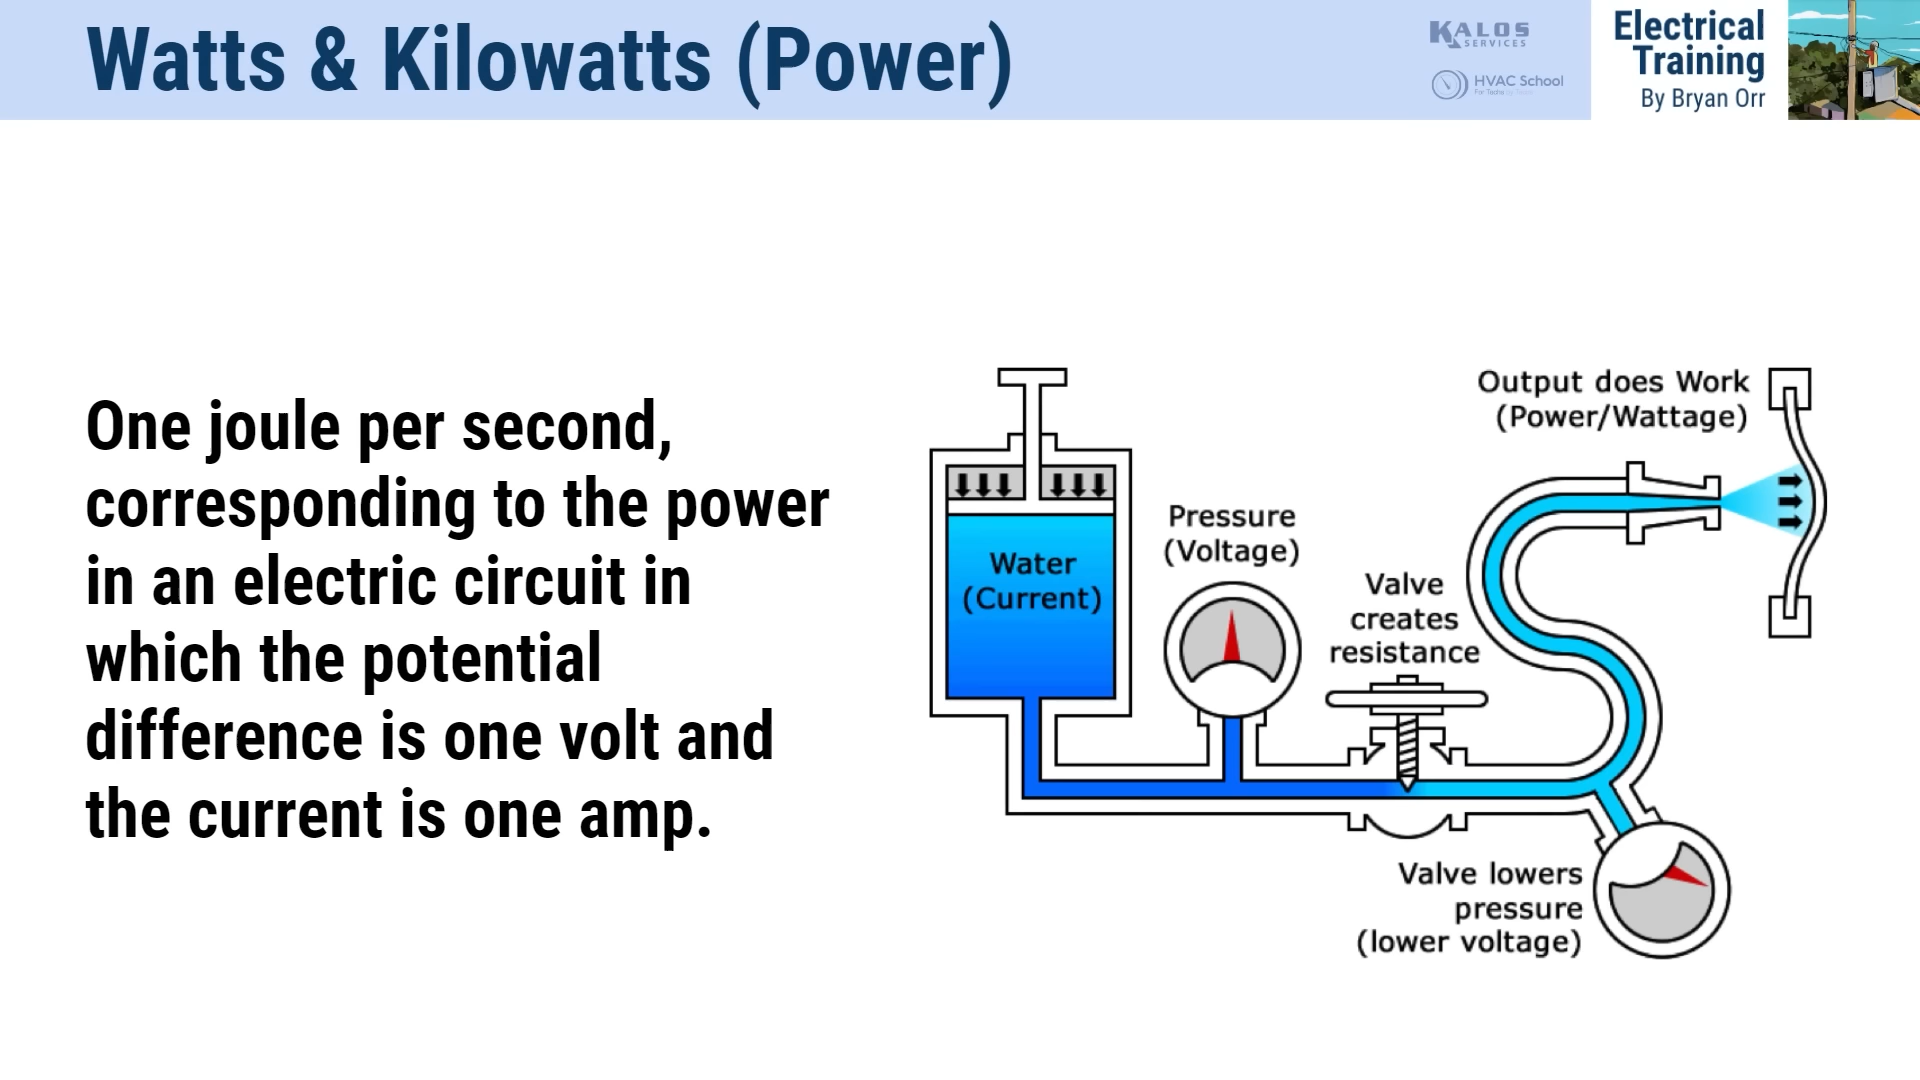 Watts & Kilowatts (Power)
KALOS
SERVICES
HVAC School
Electrical
Training
By Bryan Orr
One joule per second,
corresponding to the power
in an electric circuit in
which the potential
difference is one volt and
the current is one amp.
Water
(Current)
Pressure
(Voltage)
Valve
creates
resistance
Output does Work
(Power/Wattage)
Valve lowers
pressure
(lower voltage)